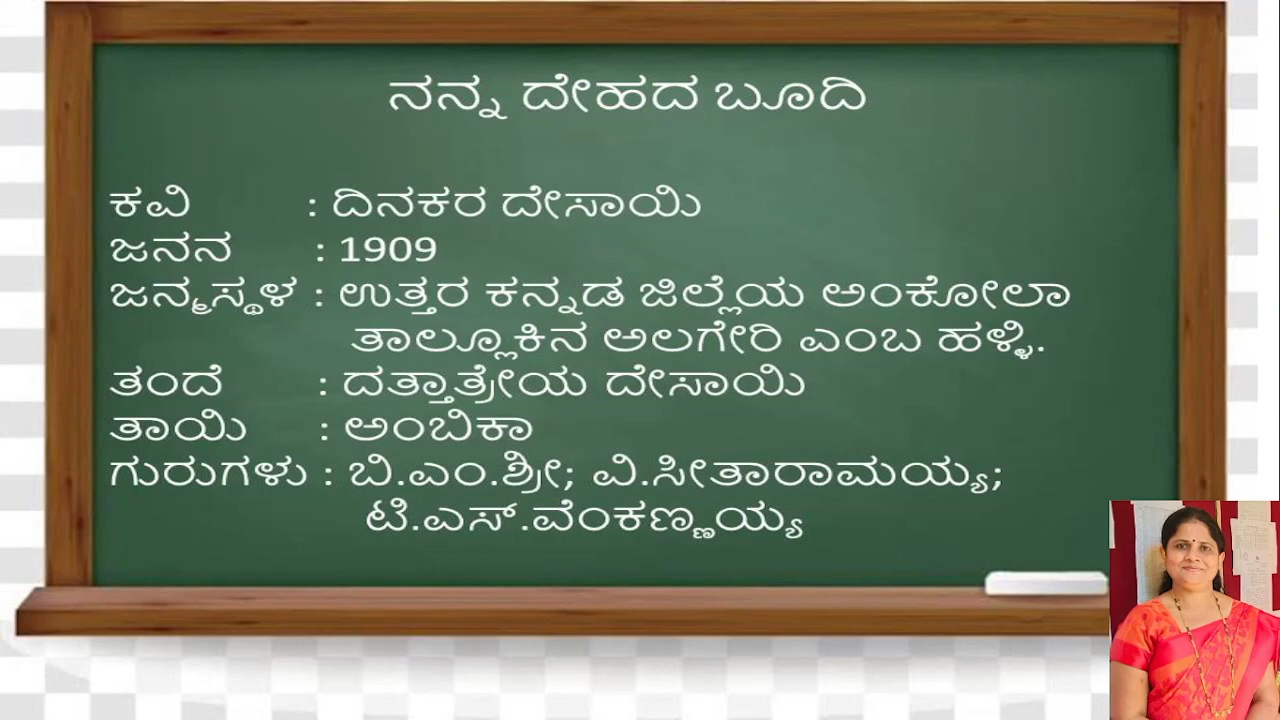 ನನ್ನ ದೇಹದ ಬೂದಿ
ಕವಿ : ದಿನಕರ ದೇಸಾಯಿ
ಜನನ : 1909
ಜನ್ಮಸ್ಥಳ : ಉತ್ತರ ಕನ್ನಡ ಜಿಲ್ಲೆಯ ಅಂಕೋಲಾ
ತಾಲ್ಲೂಕಿನ ಅಲಗೇರಿ ಎಂಬ ಹಳ್ಳಿ.
ತಂದೆ : ದತ್ತಾತ್ರೇಯ ದೇಸಾಯಿ
ತಾಯಿ : ಅಂಬಿಕಾ
ಗುರುಗಳು : ಬಿ.ಎಂ.ಶ್ರೀ; ವಿ.ಸೀತಾರಾಮಯ್ಯ;
ಟಿ.ಎಸ್.ವೆಂಕಣ್ಣಯ್ಯ